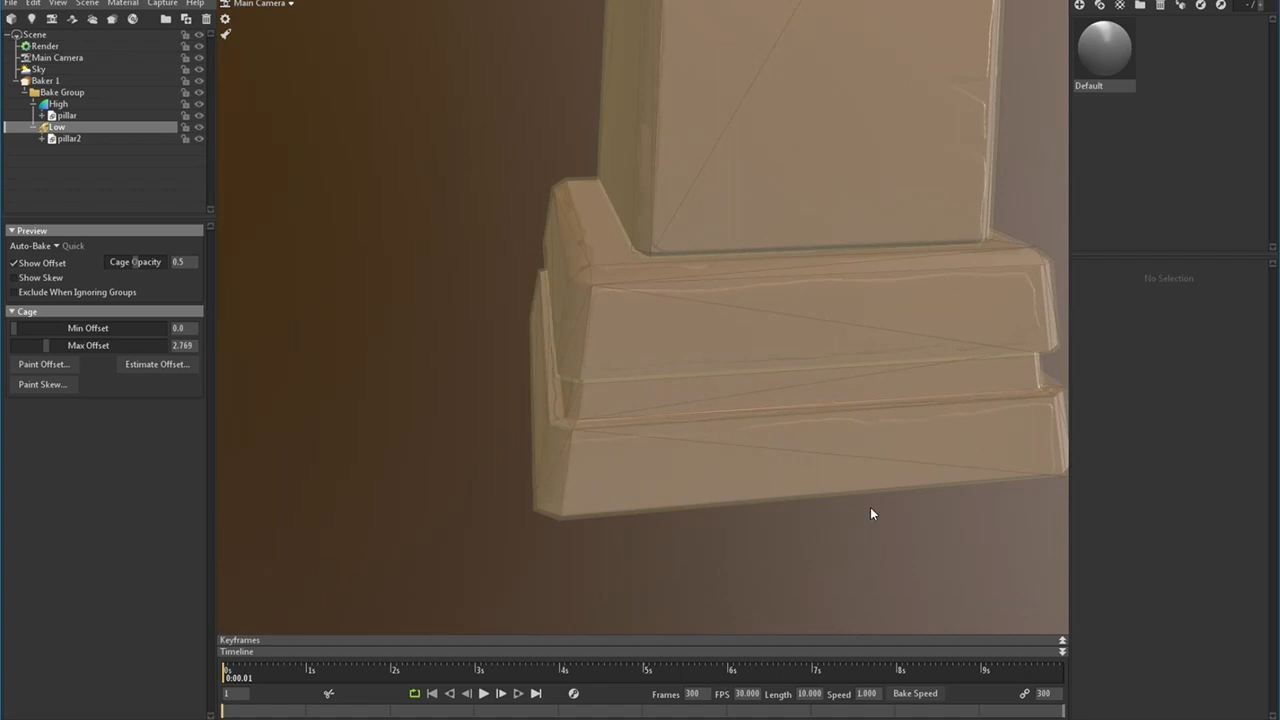 File Edit View Scene Material Capture Help
Main Camera
Scene
Render
Main Camera
Sky
Baker 1
Bake Group
High
pillar
Low
pillar2
Default
Preview
Auto-Bake Quick
Show Offset Cage Opacity 0.5
Show Skew
Exclude When Ignoring Groups
Cage
Min Offset 0.0
Max Offset 2.769
Paint Offset... Estimate Offset...
Paint Skew...
No Selection
Keyframes
Timeline
0s 1s 2s 3s 4s 5s 6s 7s 8s 9s
0:00.01
1 Frames 300 FPS 30.000 Length 10.000 Speed 1.000 Bake Speed 300